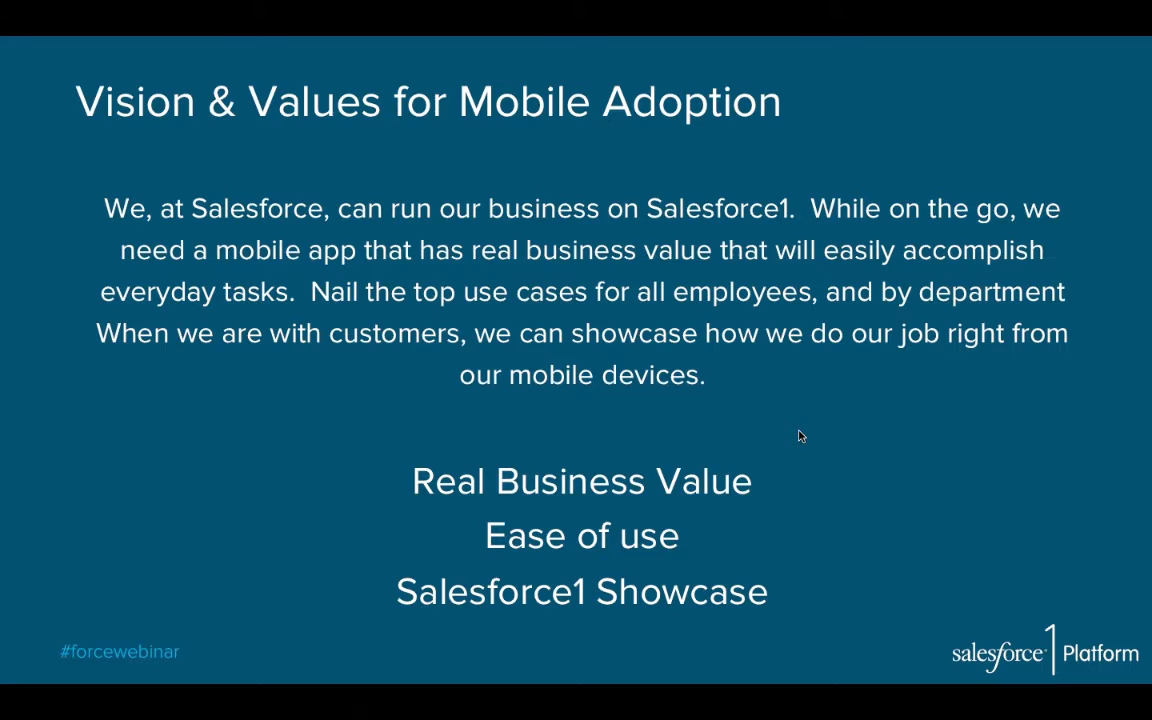 Vision & Values for Mobile Adoption
We, at Salesforce, can run our business on Salesforce1.  While on the go, we
need a mobile app that has real business value that will easily accomplish
everyday tasks.  Nail the top use cases for all employees, and by department
When we are with customers, we can showcase how we do our job right from
our mobile devices.
Real Business Value
Ease of use
Salesforce1 Showcase
#forcewebinar
salesforce1 Platform